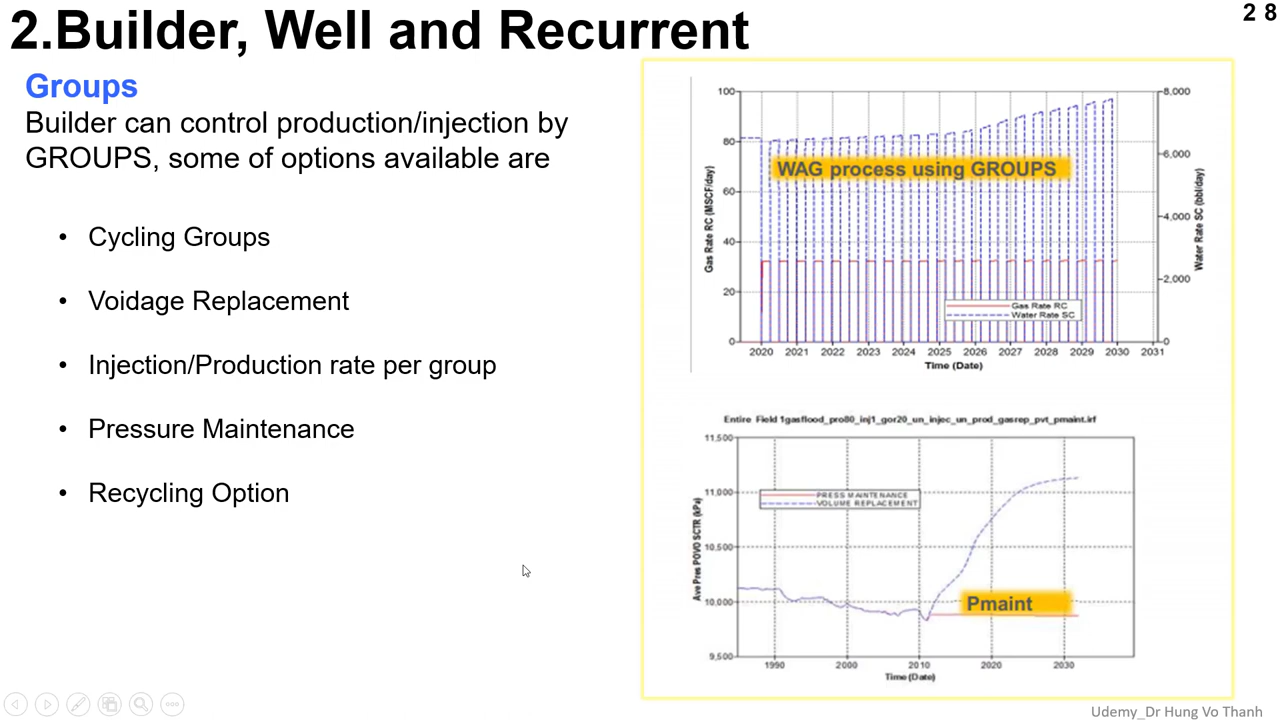 2.Builder, Well and Recurrent
2 8
Groups
Builder can control production/injection by
GROUPS, some of options available are
• Cycling Groups
• Voidage Replacement
• Injection/Production rate per group
• Pressure Maintenance
• Recycling Option
100
80
60
40
20
0
Gas Rate RC (MSCF/day)
8,000
6,000
4,000
2,000
0
Water Rate SC (bbl/day)
WAG process using GROUPS
Gas Rate RC
Water Rate SC
2020 2021 2022 2023 2024 2025 2026 2027 2028 2029 2030 2031
Time (Date)
Entire Field 1gasflood_pro80_inj1_gor20_un_injec_un_prod_gasrep_pvt_pmaint.irf
11,500
11,000
10,500
10,000
9,500
Ave Pres POVO SCTR (kPa)
PRESS MAINTENANCE
VOLUME REPLACEMENT
Pmaint
1990 2000 2010 2020 2030
Time (Date)
Udemy_Dr Hung Vo Thanh